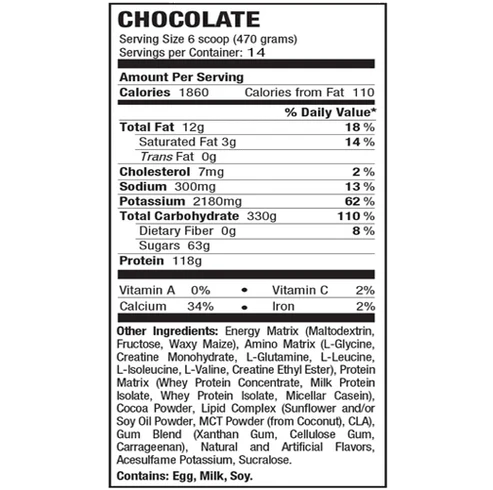 CHOCOLATE
Serving Size 6 scoop (470 grams)
Servings per Container: 14
Amount Per Serving
Calories 1860 Calories from Fat 110
% Daily Value*
Total Fat 12g 18 %
Saturated Fat 3g 14 %
Trans Fat 0g
Cholesterol 7mg 2 %
Sodium 300mg 13 %
Potassium 2180mg 62 %
Total Carbohydrate 330g 110 %
Dietary Fiber 0g 8 %
Sugars 63g
Protein 118g
Vitamin A 0% • Vitamin C 2%
Calcium 34% • Iron 2%
Other Ingredients: Energy Matrix (Maltodextrin,
Fructose, Waxy Maize), Amino Matrix (L-Glycine,
Creatine Monohydrate, L-Glutamine, L-Leucine,
L-Isoleucine, L-Valine, Creatine Ethyl Ester), Protein
Matrix (Whey Protein Concentrate, Milk Protein
Isolate, Whey Protein Isolate, Micellar Casein),
Cocoa Powder, Lipid Complex (Sunflower and/or
Soy Oil Powder, MCT Powder (from Coconut), CLA),
Gum Blend (Xanthan Gum, Cellulose Gum,
Carrageenan), Natural and Artificial Flavors,
Acesulfame Potassium, Sucralose.
Contains: Egg, Milk, Soy.